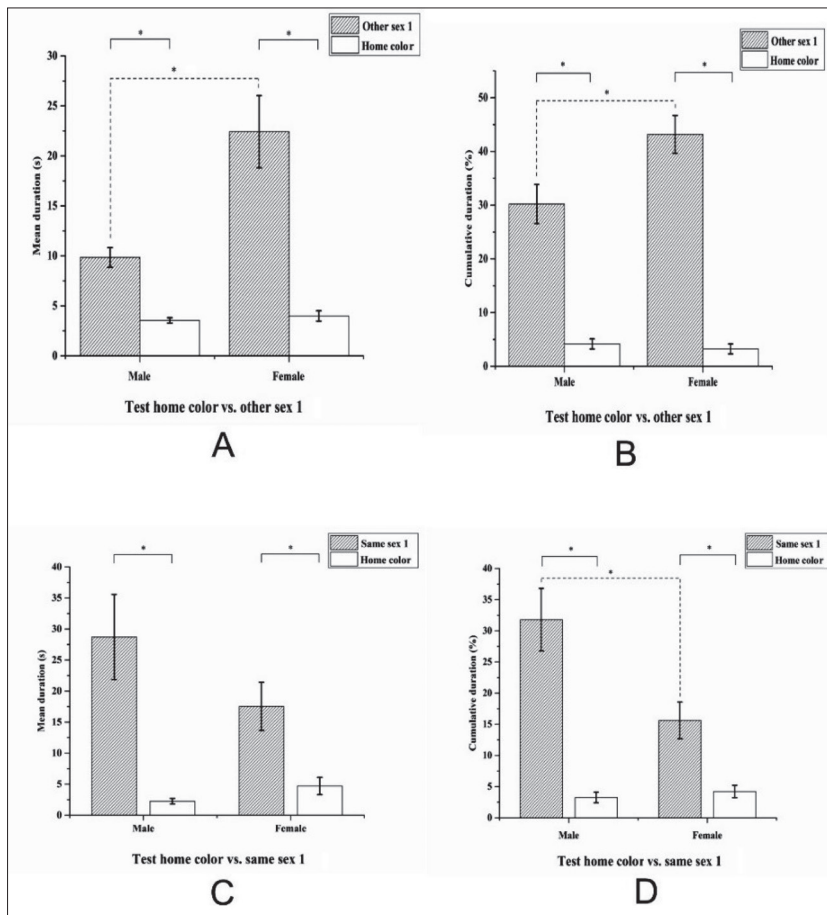 Other sex 1
Home color
*
*
*
Mean duration (s)
30
25
20
15
10
5
0
Male
Female
Test home color vs. other sex 1
A
Other sex 1
Home color
*
*
*
Cumulative duration (%)
50
40
30
20
10
0
Male
Female
Test home color vs. other sex 1
B
Same sex 1
Home color
*
*
Mean duration (s)
40
35
30
25
20
15
10
5
0
Male
Female
Test home color vs. same sex 1
C
Same sex 1
Home color
*
*
*
Cumulative duration (%)
40
35
30
25
20
15
10
5
0
Male
Female
Test home color vs. same sex 1
D